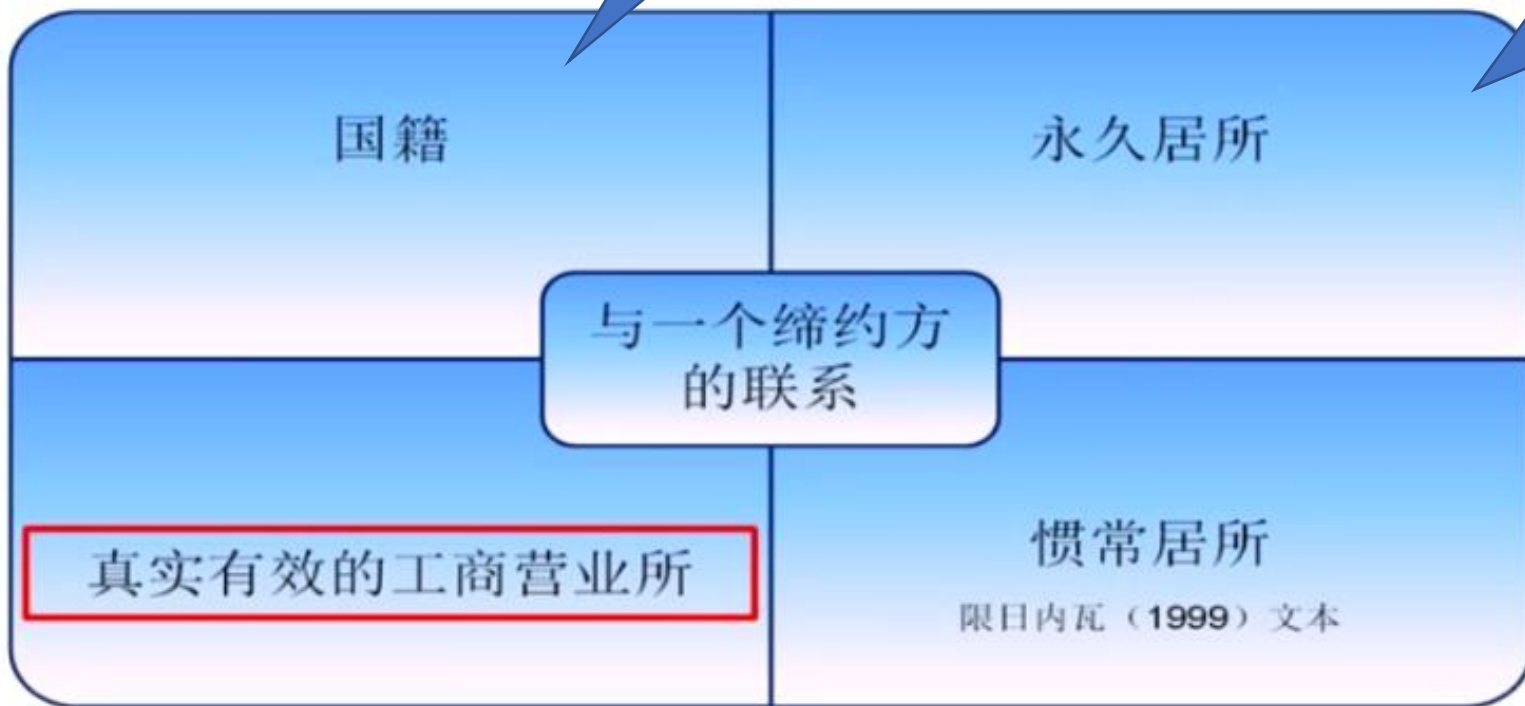 国籍
永久居所
与一个缔约方
的联系
真实有效的工商营业所
惯常居所
限日内瓦（1999）文本